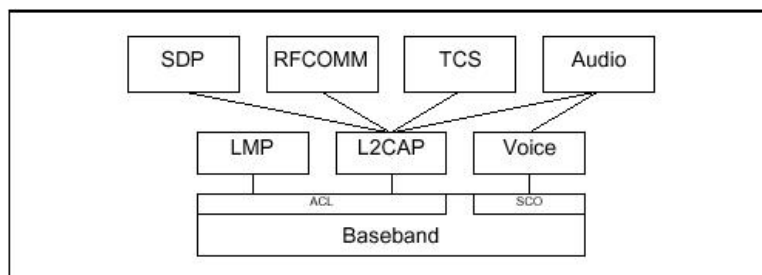 SDP RFCOMM TCS Audio
LMP L2CAP Voice
ACL SCO
Baseband